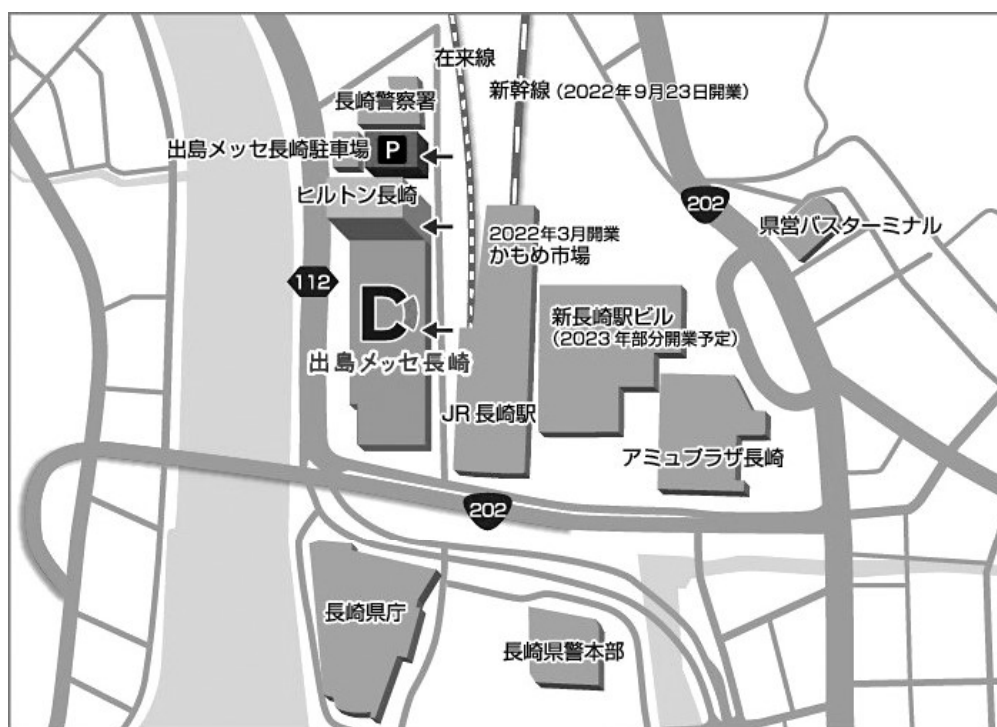 在来線
新幹線(2022年9月23日開業)
長崎警察署
出島メッセ長崎駐車場
P
ヒルトン長崎
202
県営バスターミナル
2022年3月開業
かもめ市場
112
D
出島メッセ長崎
新長崎駅ビル
(2023年部分開業予定)
JR長崎駅
アミュプラザ長崎
202
長崎県庁
長崎県警本部